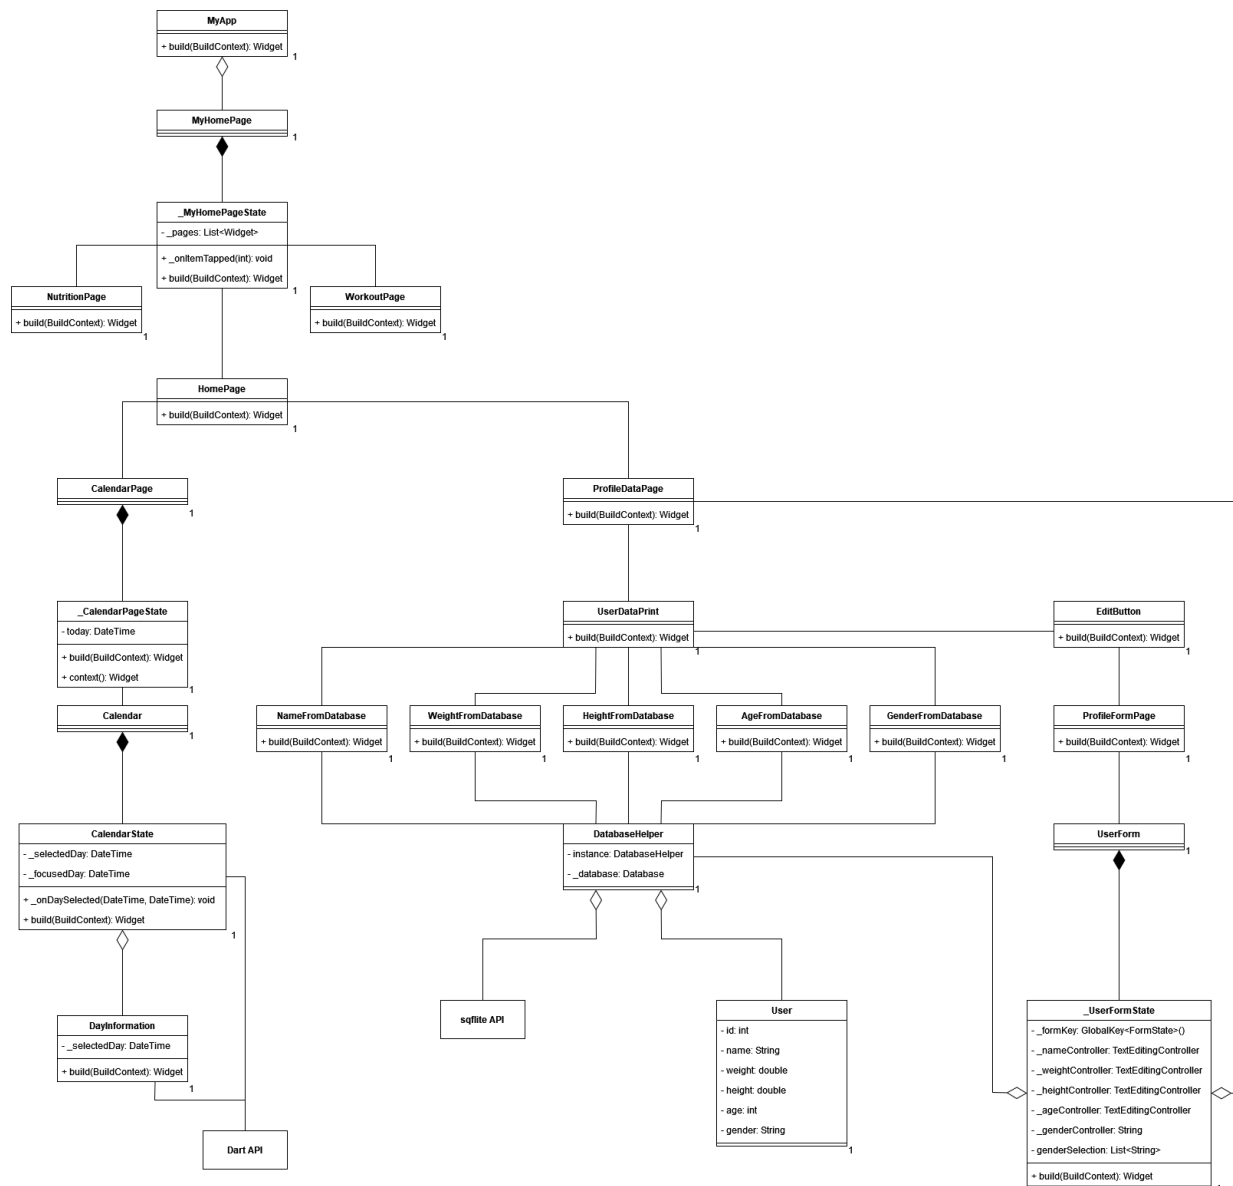 MyApp
+ build(BuildContext): Widget
1
MyHomePage
1
_MyHomePageState
- _pages: List<Widget>
+ _onItemTapped(int): void
+ build(BuildContext): Widget
1
NutritionPage
+ build(BuildContext): Widget
1
WorkoutPage
+ build(BuildContext): Widget
1
HomePage
+ build(BuildContext): Widget
1
CalendarPage
1
ProfileDataPage
+ build(BuildContext): Widget
1
_CalendarPageState
- today: DateTime
+ build(BuildContext): Widget
+ context(): Widget
1
UserDataPrint
+ build(BuildContext): Widget
1
EditButton
+ build(BuildContext): Widget
1
Calendar
1
NameFromDatabase
+ build(BuildContext): Widget
1
WeightFromDatabase
+ build(BuildContext): Widget
1
HeightFromDatabase
+ build(BuildContext): Widget
1
AgeFromDatabase
+ build(BuildContext): Widget
1
GenderFromDatabase
+ build(BuildContext): Widget
1
ProfileFormPage
+ build(BuildContext): Widget
1
CalendarState
- _selectedDay: DateTime
- _focusedDay: DateTime
+ _onDaySelected(DateTime, DateTime): void
+ build(BuildContext): Widget
1
DatabaseHelper
- instance: DatabaseHelper
- _database: Database
1
UserForm
1
DayInformation
- _selectedDay: DateTime
+ build(BuildContext): Widget
1
sqflite API
User
- id: int
- name: String
- weight: double
- height: double
- age: int
- gender: String
1
_UserFormState
- _formKey: GlobalKey<FormState>()
- _nameController: TextEditingController
- _weightController: TextEditingController
- _heightController: TextEditingController
- _ageController: TextEditingController
- _genderController: String
- genderSelection: List<String>
+ build(BuildContext): Widget
1
Dart API